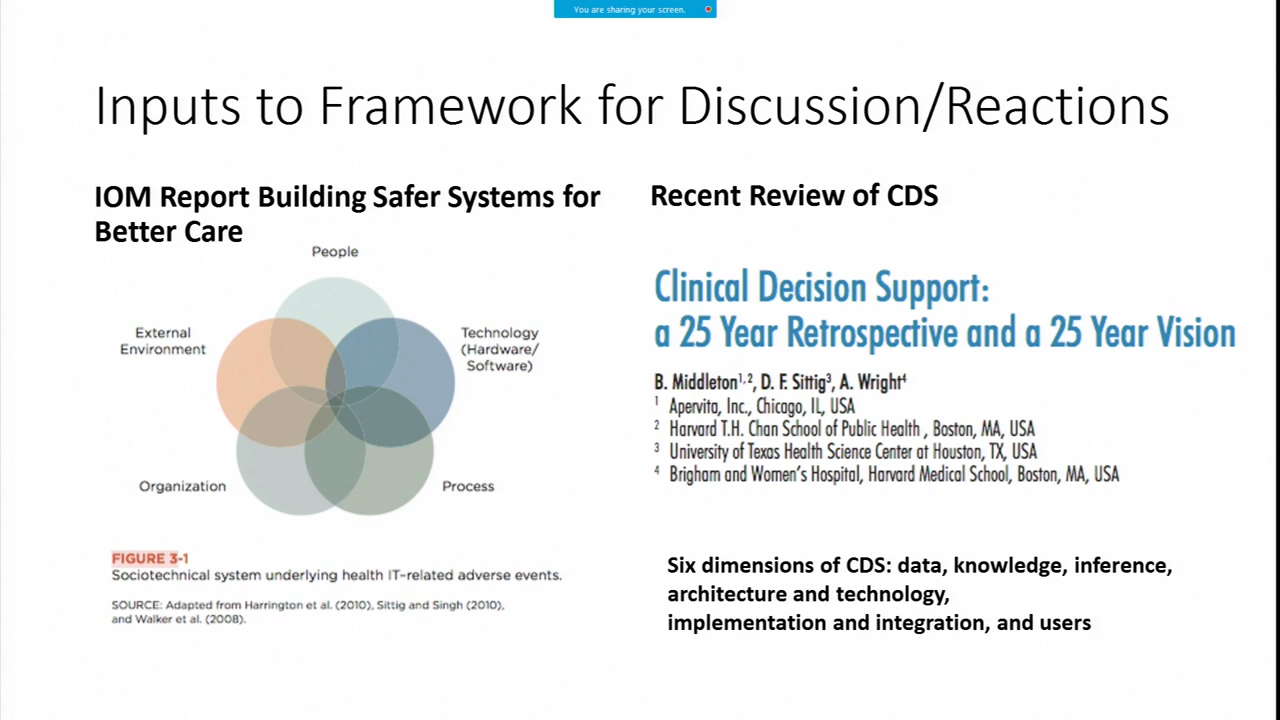 You are sharing your screen.
Inputs to Framework for Discussion/Reactions
IOM Report Building Safer Systems for
Better Care
People
External
Environment
Technology
(Hardware/
Software)
Organization
Process
FIGURE 3-1
Sociotechnical system underlying health IT–related adverse events.
SOURCE: Adapted from Harrington et al. (2010), Sittig and Singh (2010),
and Walker et al. (2008).
Recent Review of CDS
Clinical Decision Support:
a 25 Year Retrospective and a 25 Year Vision
B. Middleton1,2, D. F. Sittig3, A. Wright4
1 Apervita, Inc., Chicago, IL, USA
2 Harvard T.H. Chan School of Public Health , Boston, MA, USA
3 University of Texas Health Science Center at Houston, TX, USA
4 Brigham and Women's Hospital, Harvard Medical School, Boston, MA, USA
Six dimensions of CDS: data, knowledge, inference,
architecture and technology,
implementation and integration, and users